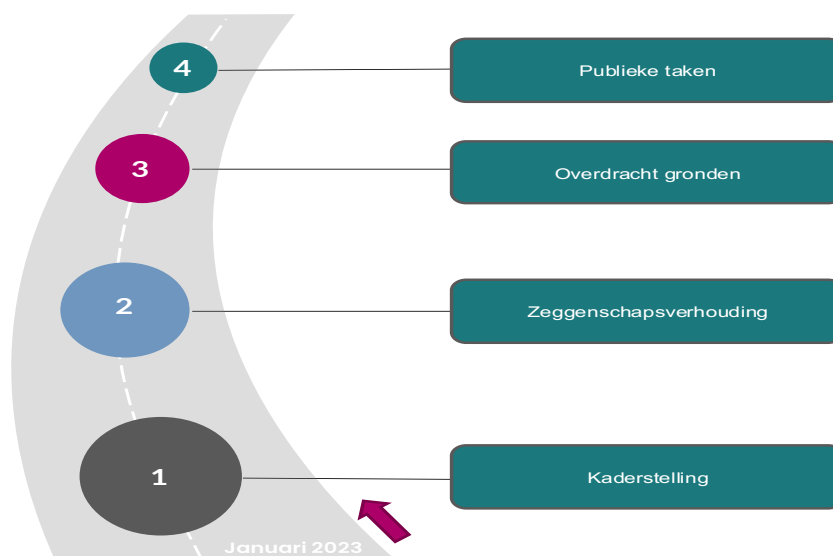 4
Publieke taken
3
Overdracht gronden
2
Zeggenschapsverhouding
1
Kaderstelling
Januari 2023